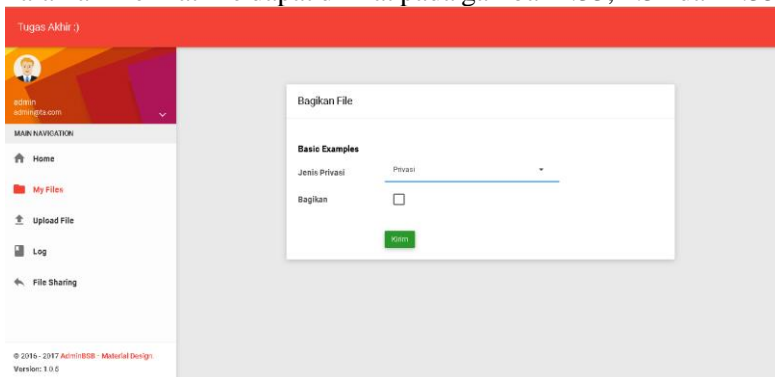 Tugas Akhir :)
admin
admin@ta.com
MAIN NAVIGATION
Home
My Files
Upload File
Log
File Sharing
© 2016 - 2017 AdminBSB - Material Design.
Version: 1.0.5
Bagikan File
Basic Examples
Jenis Privasi
Privasi
Bagikan
Kirim